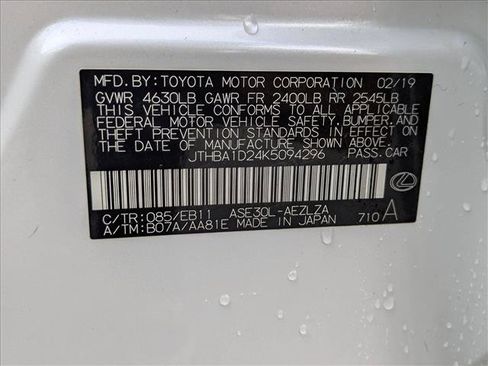 MFD. BY: TOYOTA MOTOR CORPORATION 02/19
GVWR 4630LB GAWR FR 2400LB RR 2545LB
THIS VEHICLE CONFORMS TO ALL APPLICABLE
FEDERAL MOTOR VEHICLE SAFETY, BUMPER, AND
THEFT PREVENTION STANDARDS IN EFFECT ON
THE DATE OF MANUFACTURE SHOWN ABOVE.
JTHBA1D24K5094296 PASS.CAR
C/TR: 085/EB11 ASE30L-AEZLZA
A/TM: B07A/AA81E MADE IN JAPAN 710 A